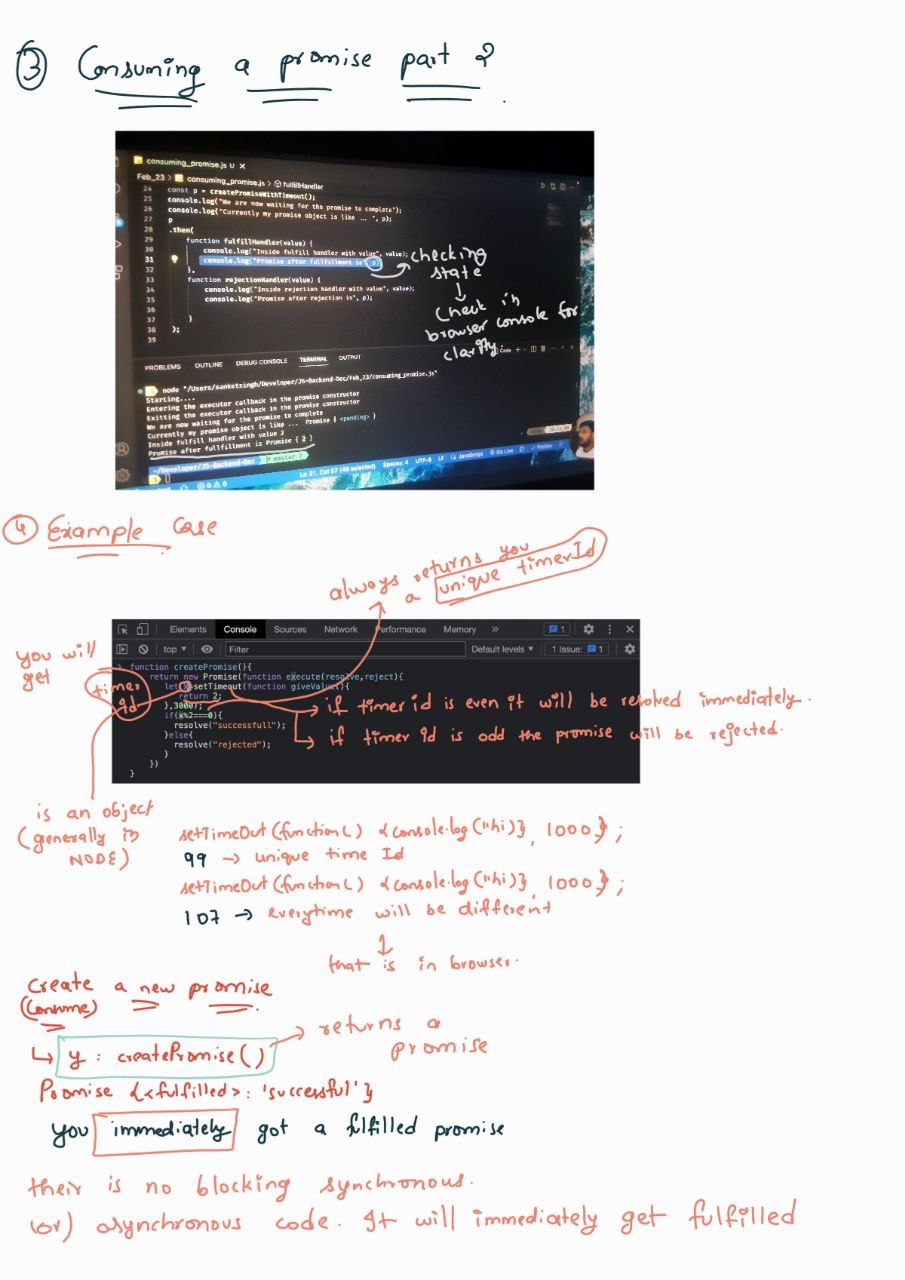 ③ Consuming a promise part 2.
consuming_promise.js U X
Feb_23 > consuming_promise.js > fulfillHandler
24 const p = createPromiseWithTimeout();
25 console.log("We are now waiting for the promise to complete");
26 console.log("Currently my promise object is like ... ", p);
27 p
28 .then(
29 function fulfillHandler(value) {
30 console.log("Inside fulfill handler with value", value);
31 console.log("Promise after fullfillment is", p)
32 },
33 function rejectionHandler(value) {
34 console.log("Inside rejection handler with value", value);
35 console.log("Promise after rejection is", p);
36
37 }
38 );
39
checking
state
↓
check in
browser console for
clarity.
PROBLEMS OUTLINE DEBUG CONSOLE TERMINAL OUTPUT
node "/Users/sanketsingh/Developer/JS-Backend-Dec/Feb_23/consuming_promise.js"
Starting....
Entering the executor callback in the promise constructor
Exitting the executor callback in the promise constructor
We are now waiting for the promise to complete
Currently my promise object is like ... Promise { <pending> }
Inside fulfill handler with value 2
Promise after fullfillment is Promise { 2 }
~/Developer/JS-Backend-Dec master
Ln 31, Col 57 (49 selected) Spaces: 4 UTF-8 LF JavaScript Go Live Prettier
④ Example Case
always returns you
a unique timerId
Elements Console Sources Network Performance Memory » 1
top ▼ Filter Default levels ▼ 1 Issue: 1
you will
get
timer
id
> function createPromise(){
return new Promise(function execute(resolve,reject){
let x=setTimeout(function giveValue(){
return 2;
},3000);
if(x%2===0){
resolve("successfull");
}else{
resolve("rejected");
}
})
}
→ if timer id is even it will be resolved immediately.
↳ if timer id is odd the promise will be rejected.
is an object
(generally in
NODE)
setTimeOut(function() {console.log("hi)}, 1000};
99 → unique time Id
setTimeOut(function() {console.log("hi)}, 1000};
107 → everytime will be different
↓
that is in browser.
Create a new promise
(Consume)
↳ y : createPromise() → returns a
promise
Promise {<fulfilled>: 'successful'}
you immediately got a fulfilled promise
their is no blocking synchronous.
(or) asynchronous code. It will immediately get fulfilled